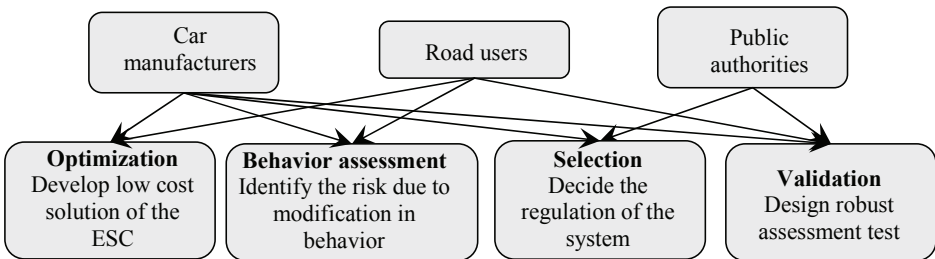 Car
manufacturers
Road users
Public
authorities
Optimization
Develop low cost
solution of the
ESC
Behavior assessment
Identify the risk due to
modification in
behavior
Selection
Decide the
regulation of the
system
Validation
Design robust
assessment test